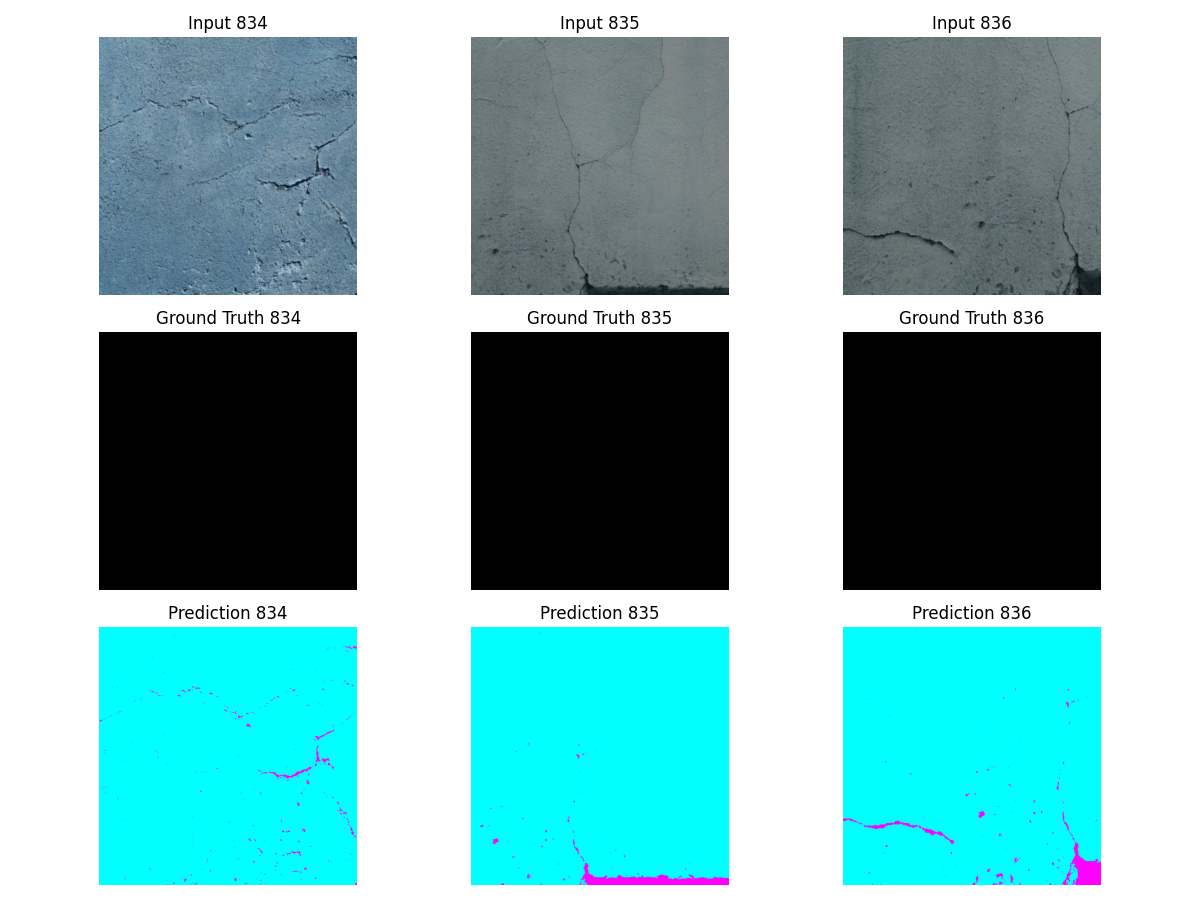 Input 834
Input 835
Input 836
Ground Truth 834
Ground Truth 835
Ground Truth 836
Prediction 834
Prediction 835
Prediction 836